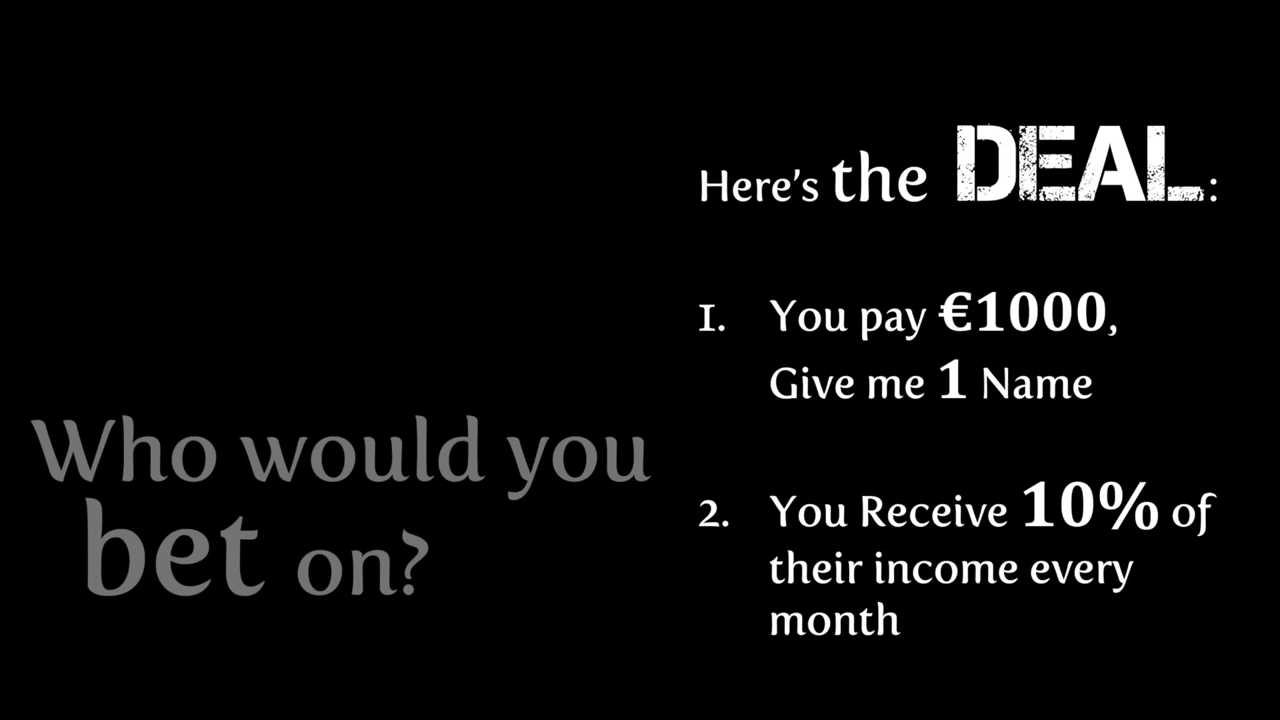 Here's the DEAL:
1. You pay €1000,
Give me 1 Name
2. You Receive 10% of
their income every
month
Who would you
bet on?